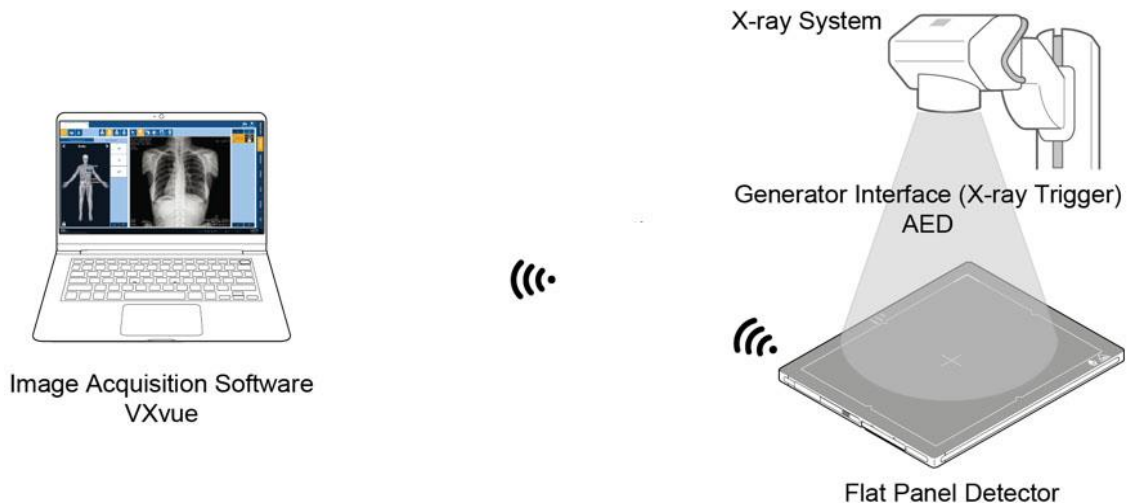 X-ray System
Generator Interface (X-ray Trigger)
AED
Image Acquisition Software
VXvue
Flat Panel Detector